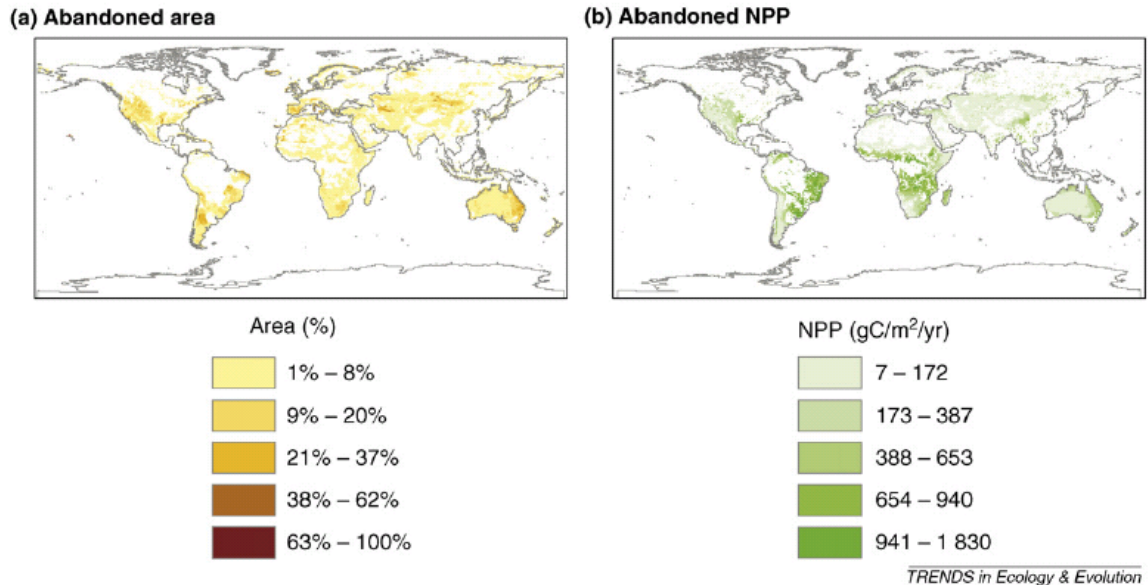 (a) Abandoned area
(b) Abandoned NPP
Area (%)
1% – 8%
9% – 20%
21% – 37%
38% – 62%
63% – 100%
NPP (gC/m²/yr)
7 – 172
173 – 387
388 – 653
654 – 940
941 – 1 830
TRENDS in Ecology & Evolution